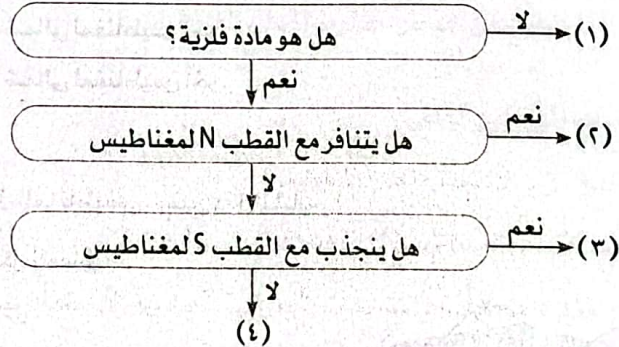 هل هو مادة فلزية؟
لا
(١)
نعم
هل يتنافر مع القطب N لمغناطيس
نعم
(٢)
لا
هل ينجذب مع القطب S لمغناطيس
نعم
(٣)
لا
(٤)